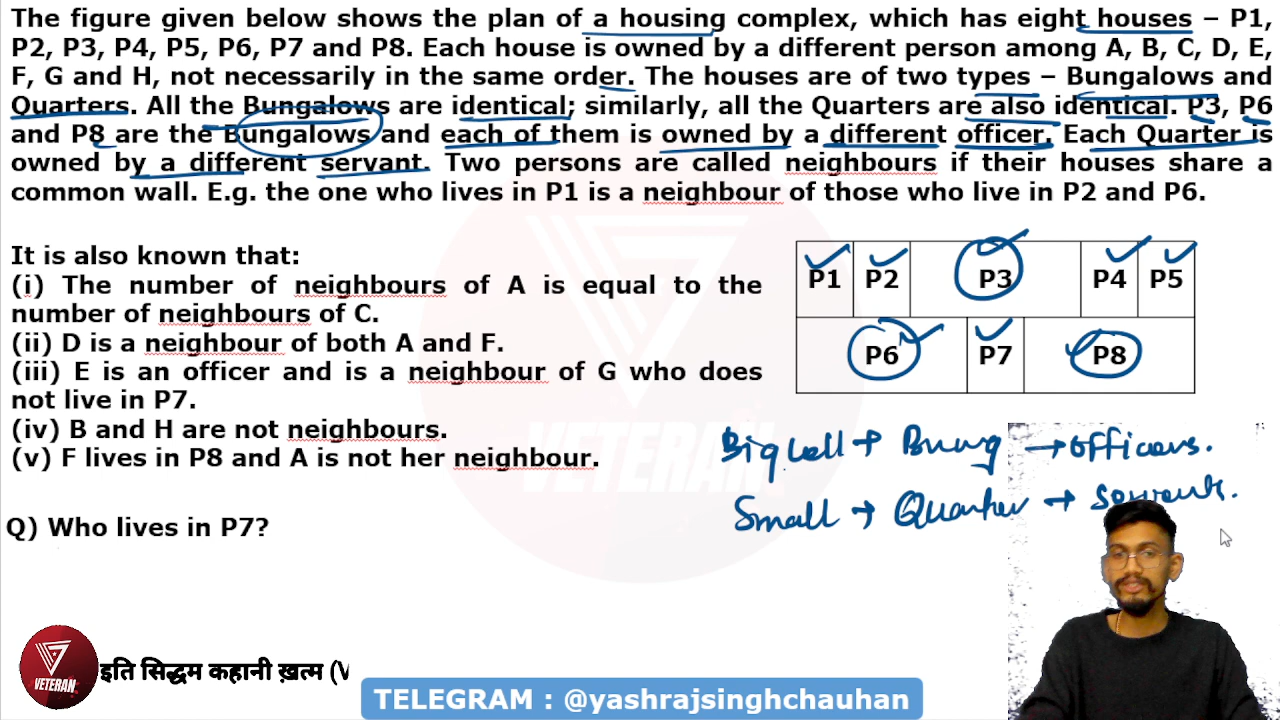 The figure given below shows the plan of a housing complex, which has eight houses – P1,
P2, P3, P4, P5, P6, P7 and P8. Each house is owned by a different person among A, B, C, D, E,
F, G and H, not necessarily in the same order. The houses are of two types – Bungalows and
Quarters. All the Bungalows are identical; similarly, all the Quarters are also identical. P3, P6
and P8 are the Bungalows and each of them is owned by a different officer. Each Quarter is
owned by a different servant. Two persons are called neighbours if their houses share a
common wall. E.g. the one who lives in P1 is a neighbour of those who live in P2 and P6.
It is also known that:
(i) The number of neighbours of A is equal to the
number of neighbours of C.
(ii) D is a neighbour of both A and F.
(iii) E is an officer and is a neighbour of G who does
not live in P7.
(iv) B and H are not neighbours.
(v) F lives in P8 and A is not her neighbour.
P1 P2 P3 P4 P5
P6 P7 P8
Small → Quarter →
→ officers.
Q) Who lives in P7?
VETERAN
VETERAN
इति सिद्धम कहानी ख़त्म (V
TELEGRAM : @yashrajsinghchauhan